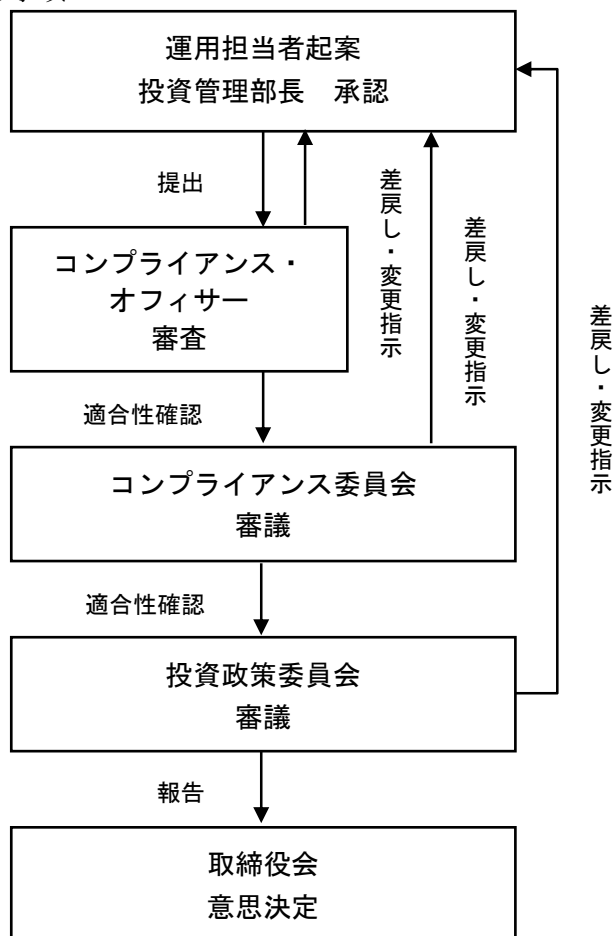 運用担当者起案
投資管理部長 承認
提出
差戻し・変更指示
差戻し・変更指示
差戻し・変更指示
コンプライアンス・
オフィサー
審査
適合性確認
コンプライアンス委員会
審議
適合性確認
投資政策委員会
審議
報告
取締役会
意思決定